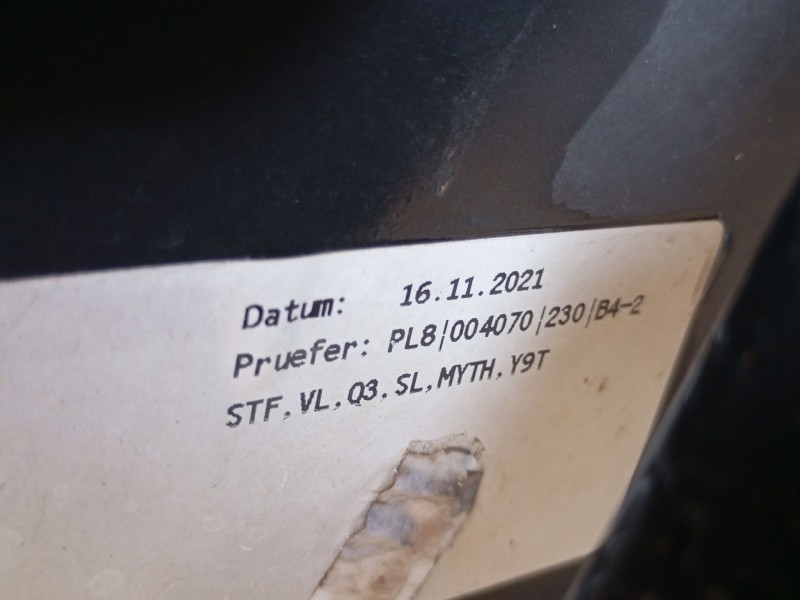 Datum: 16.11.2021
Pruefer: PL8/004070/230/B4-2
STF, VL, Q3, SL, MYTH, Y9T